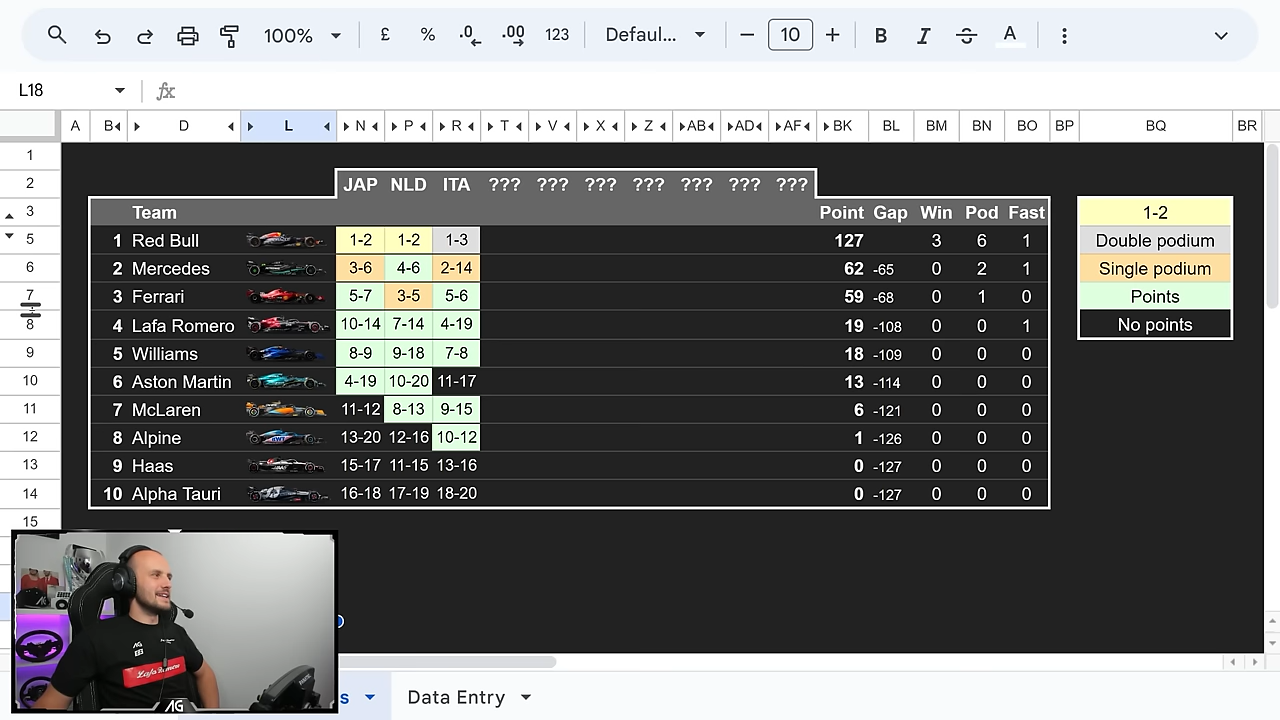 100% £ % .0 .00 123 Defaul... 10 B I S A
L18 fx
A B D L N P R T V X Z AB AD AF BK BL BM BN BO BP BQ BR
1
2 JAP NLD ITA ??? ??? ??? ??? ??? ??? ???
3 Team Point Gap Win Pod Fast 1-2
5 1 Red Bull 1-2 1-2 1-3 127 3 6 1 Double podium
6 2 Mercedes 3-6 4-6 2-14 62 -65 0 2 1 Single podium
7 3 Ferrari 5-7 3-5 5-6 59 -68 0 1 0 Points
8 4 Lafa Romero 10-14 7-14 4-19 19 -108 0 0 1 No points
9 5 Williams 8-9 9-18 7-8 18 -109 0 0 0
10 6 Aston Martin 4-19 10-20 11-17 13 -114 0 0 0
11 7 McLaren 11-12 8-13 9-15 6 -121 0 0 0
12 8 Alpine 13-20 12-16 10-12 1 -126 0 0 0
13 9 Haas 15-17 11-15 13-16 0 -127 0 0 0
14 10 Alpha Tauri 16-18 17-19 18-20 0 -127 0 0 0
15
Lafa Romero
AG
s Data Entry